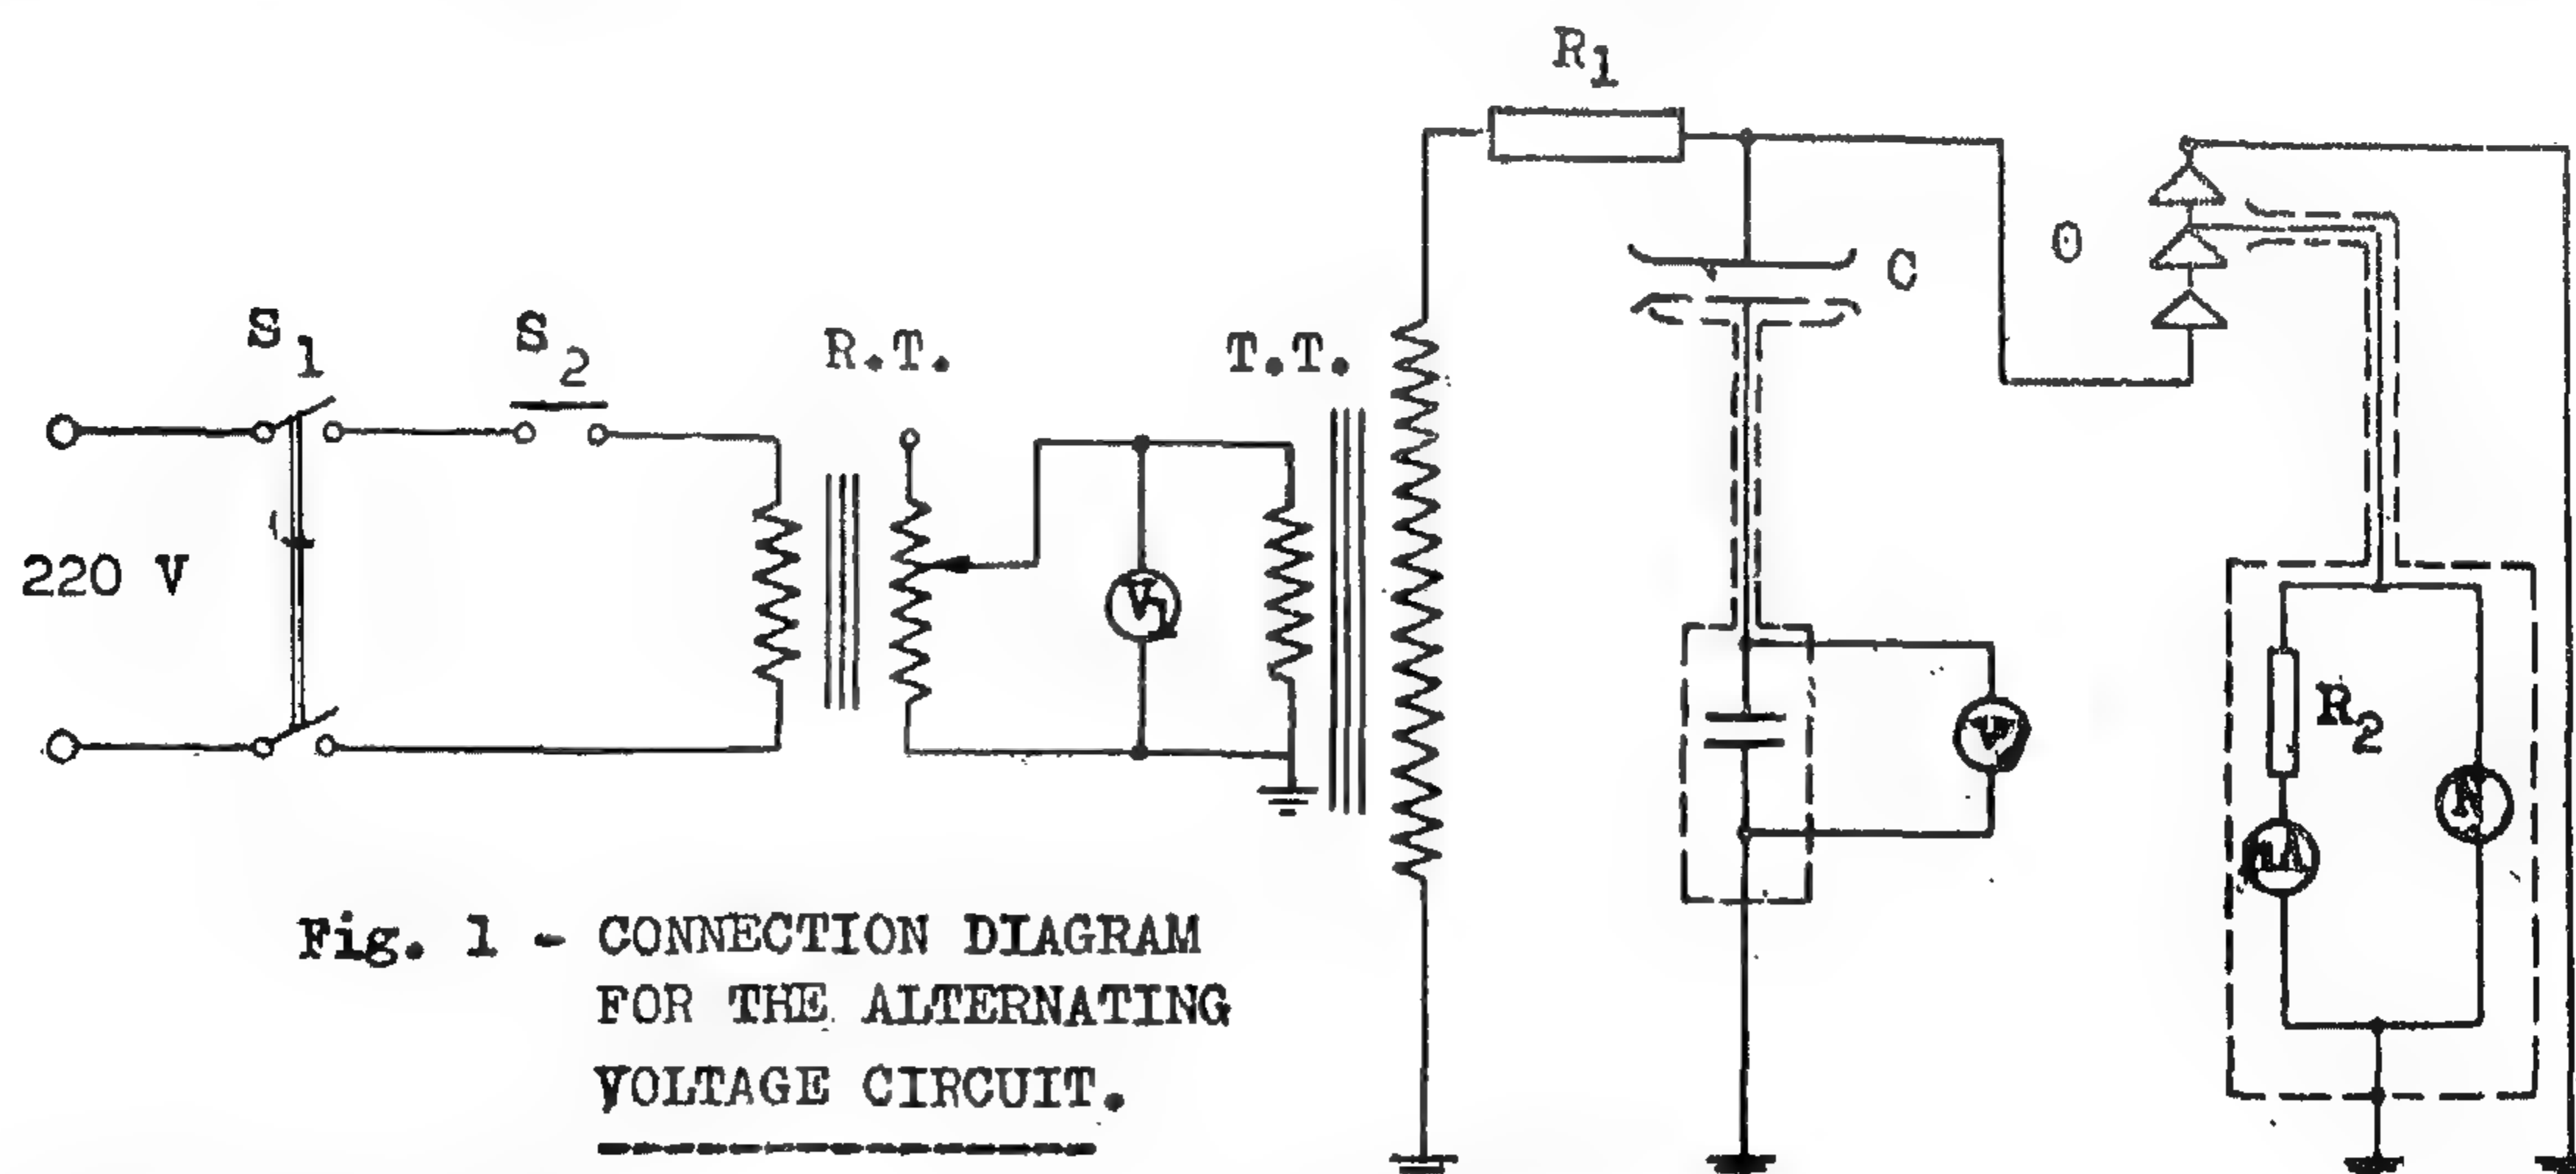 R1
O
C
S1
S2
R.T.
T.T.
220 V
V1
V
R2
mA
N
Fig. 1 - CONNECTION DIAGRAM
FOR THE ALTERNATING
VOLTAGE CIRCUIT.